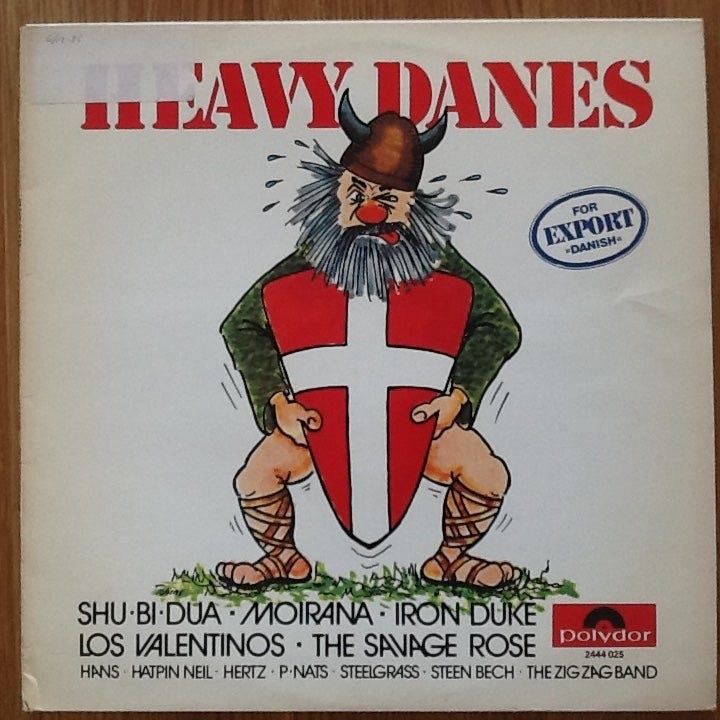 HEAVY DANES
FOR
EXPORT
»DANISH«
SHU·BI·DUA · MOIRANA · IRON DUKE
LOS VALENTINOS · THE SAVAGE ROSE
HANS · HATPIN NEIL · HERTZ · P·NATS · STEELGRASS · STEEN BECH · THE ZIG ZAG BAND
polydor
2444 025